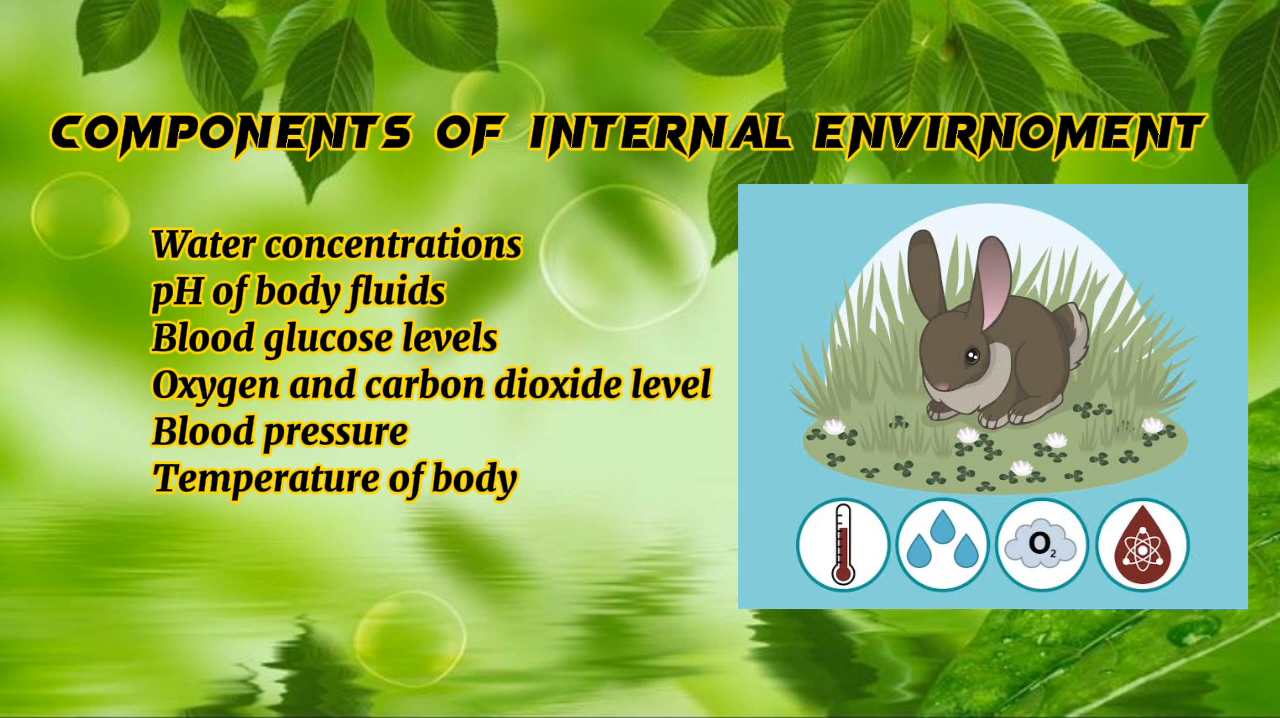 COMPONENTS OF INTERNAL ENVIRNOMENT
Water concentrations
pH of body fluids
Blood glucose levels
Oxygen and carbon dioxide level
Blood pressure
Temperature of body
O2